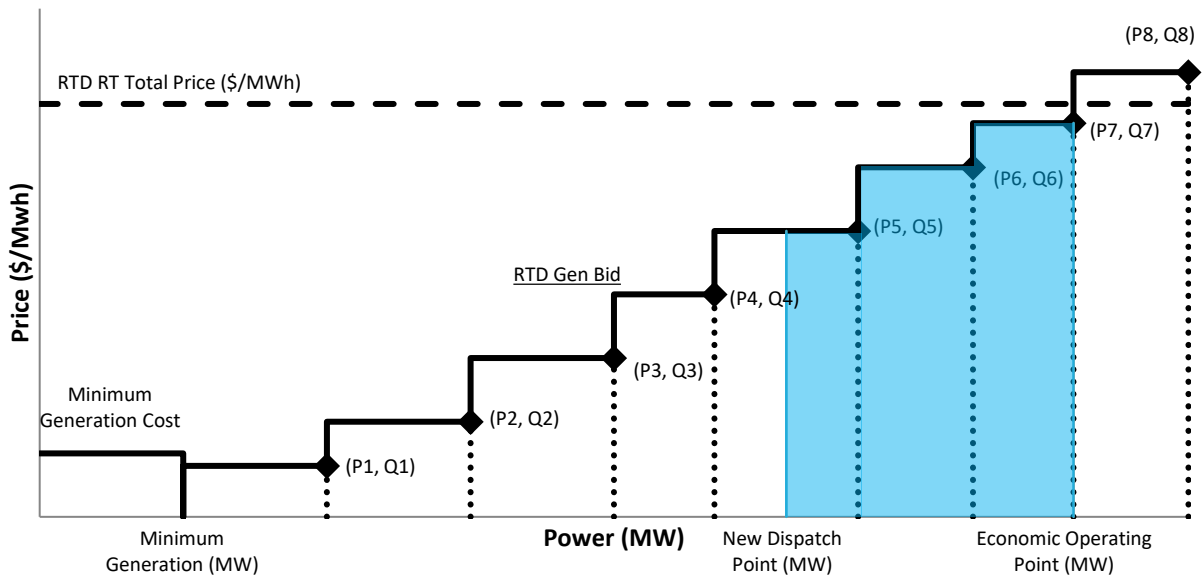 (P8, Q8)
RTD RT Total Price ($/MWh)
(P7, Q7)
(P6, Q6)
(P5, Q5)
RTD Gen Bid
(P4, Q4)
(P3, Q3)
Minimum
Generation Cost
(P2, Q2)
(P1, Q1)
Price ($/Mwh)
Power (MW)
Minimum
Generation (MW)
New Dispatch
Point (MW)
Economic Operating
Point (MW)